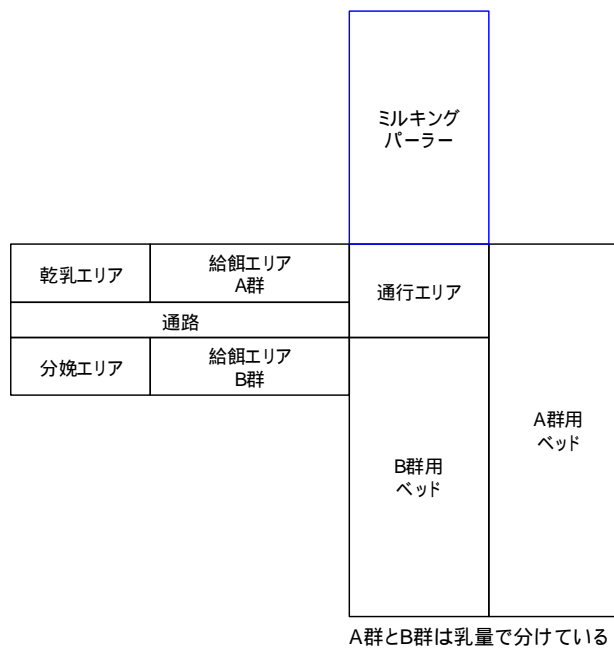 ミルキング
パーラー
乾乳エリア
給餌エリア
A群
通行エリア
通路
分娩エリア
給餌エリア
B群
A群用
ベッド
B群用
ベッド
A群とB群は乳量で分けている